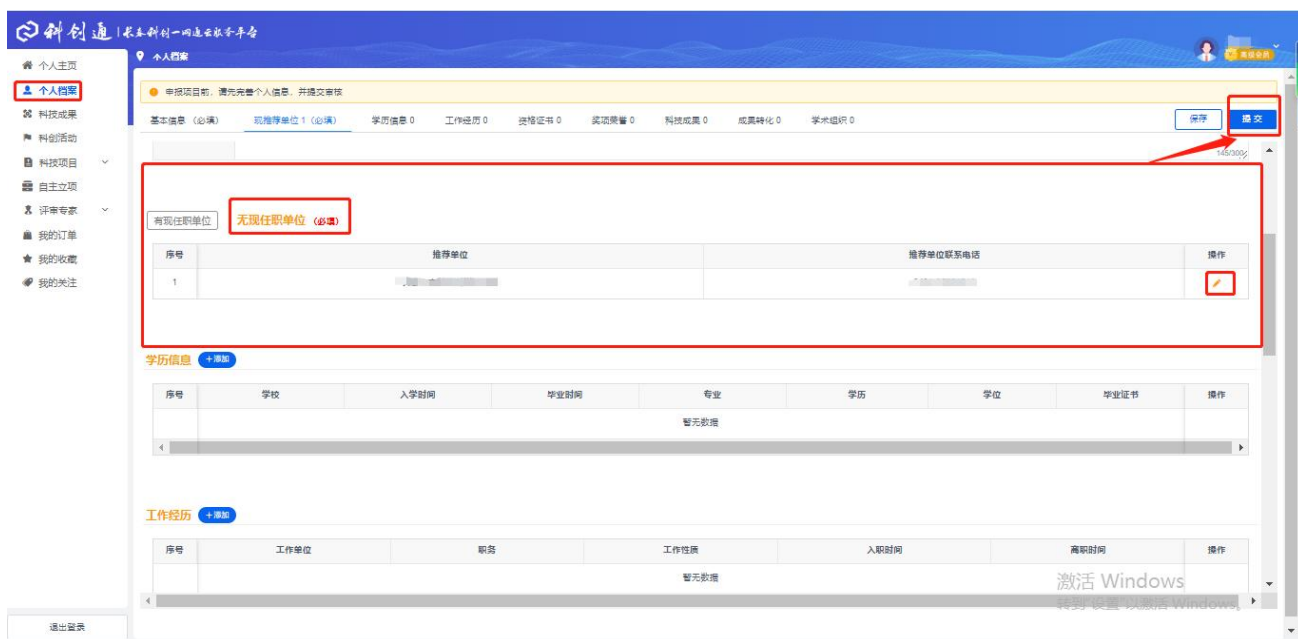 科创通 | 长春科创一网通云服务平台
个人档案
高级会员
个人主页
个人档案
科技成果
科创活动
科技项目
自主立项
评审专家
我的订单
我的收藏
我的关注
退出登录
申报项目前，请先完善个人信息，并提交审核
基本信息（必填） 现推荐单位 1（必填） 学历信息 0 工作经历 0 资格证书 0 奖项荣誉 0 科技成果 0 成果转化 0 学术组织 0 保存 提交
145/300
有现任职单位 无现任职单位（必填）
序号 推荐单位 推荐单位联系电话 操作
1
学历信息 +添加
序号 学校 入学时间 毕业时间 专业 学历 学位 毕业证书 操作
暂无数据
工作经历 +添加
序号 工作单位 职务 工作性质 入职时间 离职时间 操作
暂无数据
激活 Windows
转到"设置"以激活 Windows。